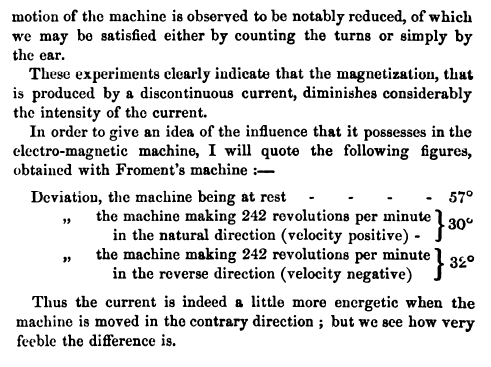 motion of the machine is observed to be notably reduced, of which
we may be satisfied either by counting the turns or simply by
the ear.
These experiments clearly indicate that the magnetization, that
is produced by a discontinuous current, diminishes considerably
the intensity of the current.
In order to give an idea of the influence that it possesses in the
electro-magnetic machine, I will quote the following figures,
obtained with Froment's machine :—
Deviation, the machine being at rest - - - - 57°
„ the machine making 242 revolutions per minute
in the natural direction (velocity positive) - } 30°
„ the machine making 242 revolutions per minute
in the reverse direction (velocity negative) } 32°
Thus the current is indeed a little more energetic when the
machine is moved in the contrary direction ; but we see how very
feeble the difference is.